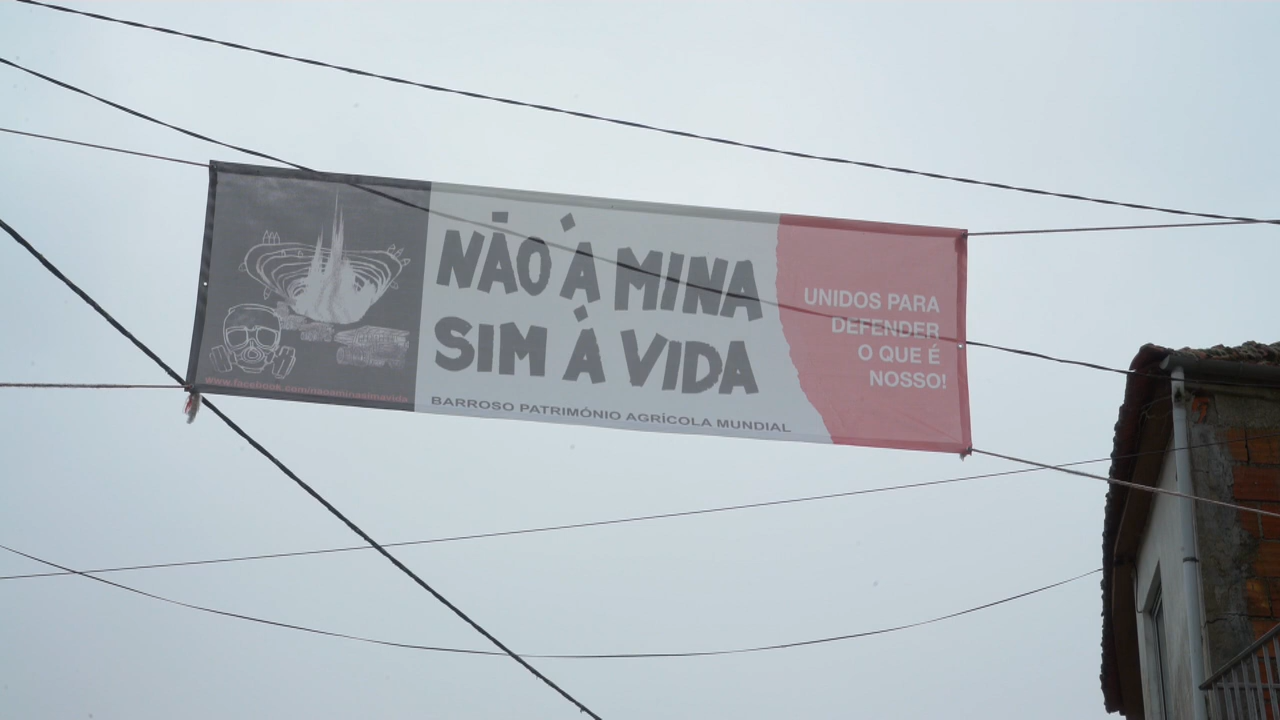 NÃO À MINA
SIM À VIDA
BARROSO PATRIMÓNIO AGRÍCOLA MUNDIAL
UNIDOS PARA
DEFENDER
O QUE É
NOSSO!
www.facebook.com/naoaminasimavida